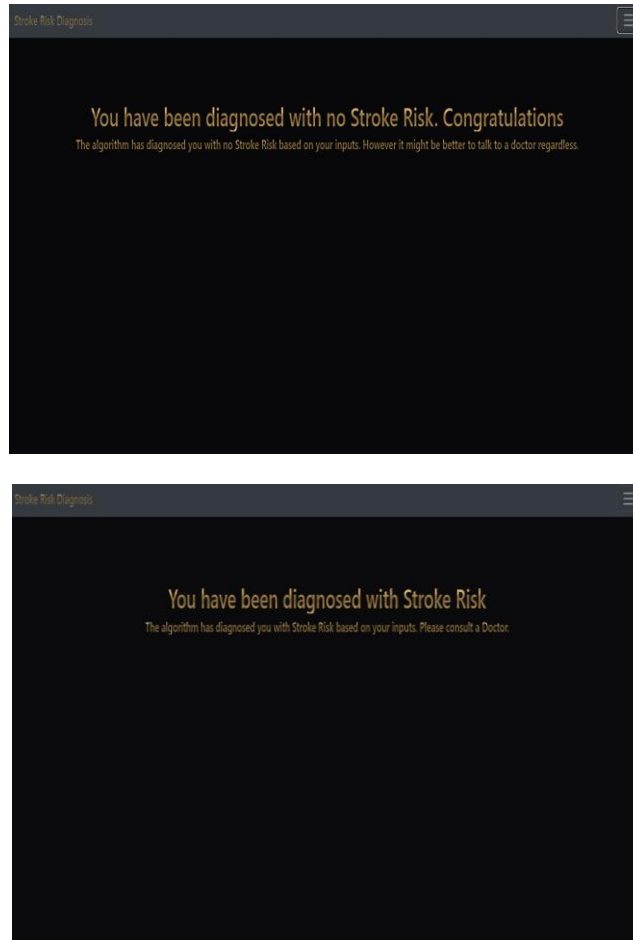 Stroke Risk Diagnosis
You have been diagnosed with no Stroke Risk. Congratulations
The algorithm has diagnosed you with no Stroke Risk based on your inputs. However it might be better to talk to a doctor regardless.
Stroke Risk Diagnosis
You have been diagnosed with Stroke Risk
The algorithm has diagnosed you with Stroke Risk based on your inputs. Please consult a Doctor.